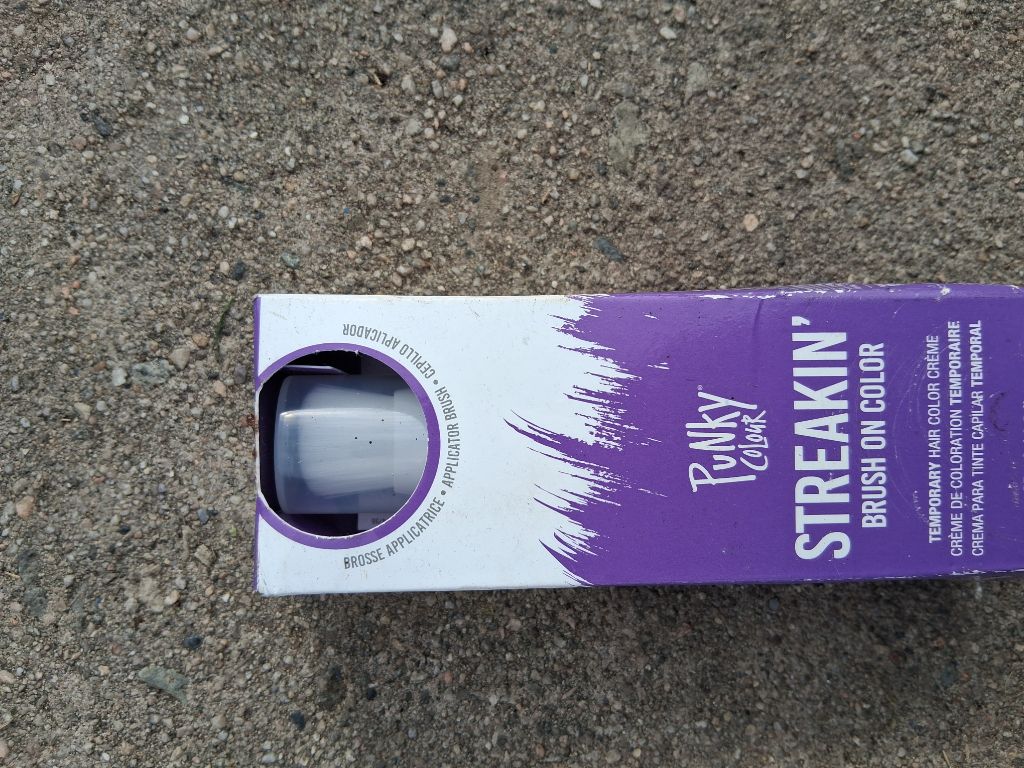 BROSSE APPLICATRICE • APPLICATOR BRUSH • CEPILLO APLICADOR
PUNKY®
COLOUR
STREAKIN'
BRUSH ON COLOR
TEMPORARY HAIR COLOR CRÈME
CRÈME DE COLORATION TEMPORAIRE
CREMA PARA TINTE CAPILAR TEMPORAL